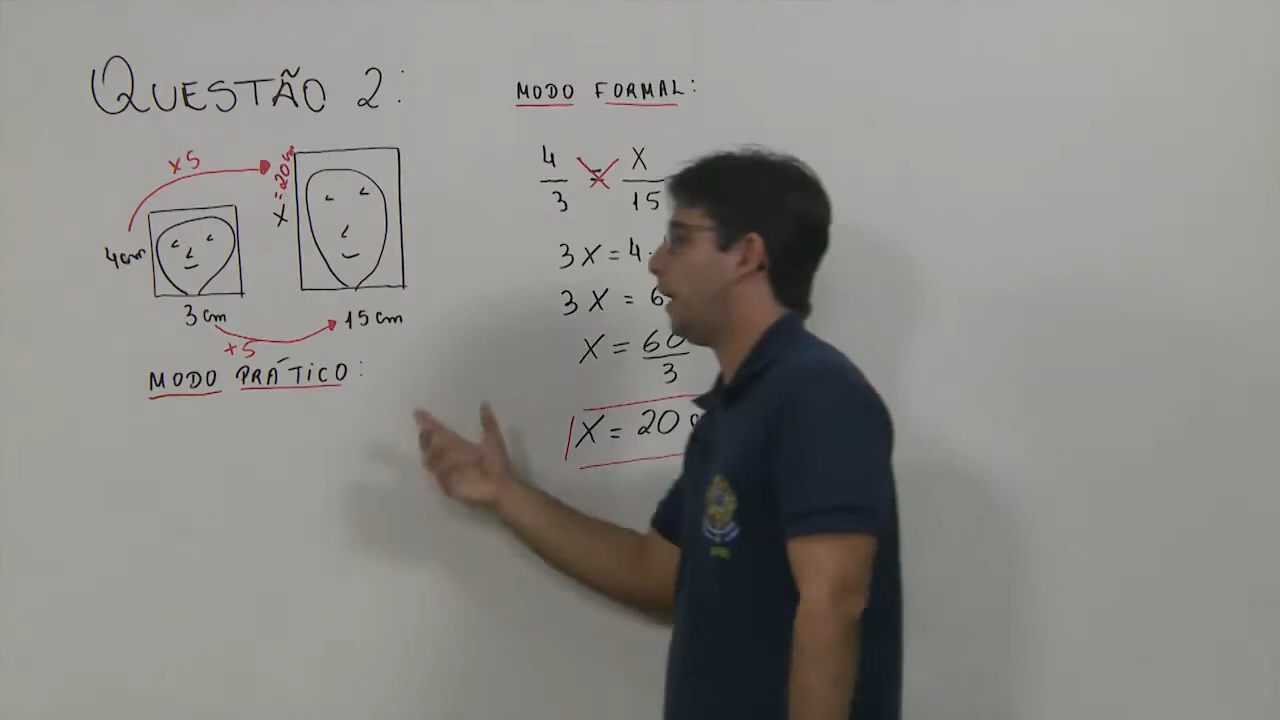 QUESTÃO 2:
x5
X = 20 cm
4cm
3 cm
15 cm
x5
MODO PRÁTICO:
MODO FORMAL:
4/3 = X/15
3X = 4.
3X = 6
X = 60/3
X = 20